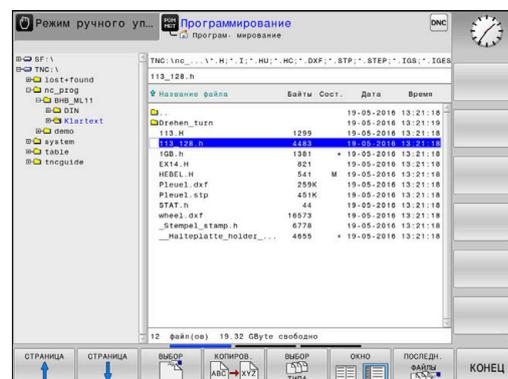 Режим ручного уп...
PGM MGT
Программирование
Програм- мирование
DNC
SF:\
TNC:\
lost+found
nc_prog
BHB_ML11
DIN
Klartext
demo
system
table
tncguide
TNC:\nc_...\*.H;*.I;*.HU;*.HC;*.DXF;*.STP;*.STEP;*.IGS;*.IGES
113_128.h
Название файла Байты Сост. Дата Время
.. 19-05-2016 13:21:18
Drehen_turn 19-05-2016 13:21:19
113.H 1299 19-05-2016 13:21:18
113_128.h 4483 19-05-2016 13:21:18
1GB.h 1381 + 19-05-2016 13:21:18
EX14.H 821 19-05-2016 13:21:18
HEBEL.H 541 M 19-05-2016 13:21:18
Pleuel.dxf 259K 19-05-2016 13:21:18
Pleuel.stp 451K 19-05-2016 13:21:18
STAT.h 44 19-05-2016 13:21:18
wheel.dxf 16573 19-05-2016 13:21:18
_Stempel_stamp.h 6778 19-05-2016 13:21:18
__Halteplatte_holder_... 4655 + 19-05-2016 13:21:18
12 файл(ов) 19.32 GByte свободно
СТРАНИЦА
СТРАНИЦА
ВЫБОР
КОПИРОВ.
ABC XYZ
ВЫБОР
ТИПА
ОКНО
ПОСЛЕДН.
ФАЙЛЫ
КОНЕЦ